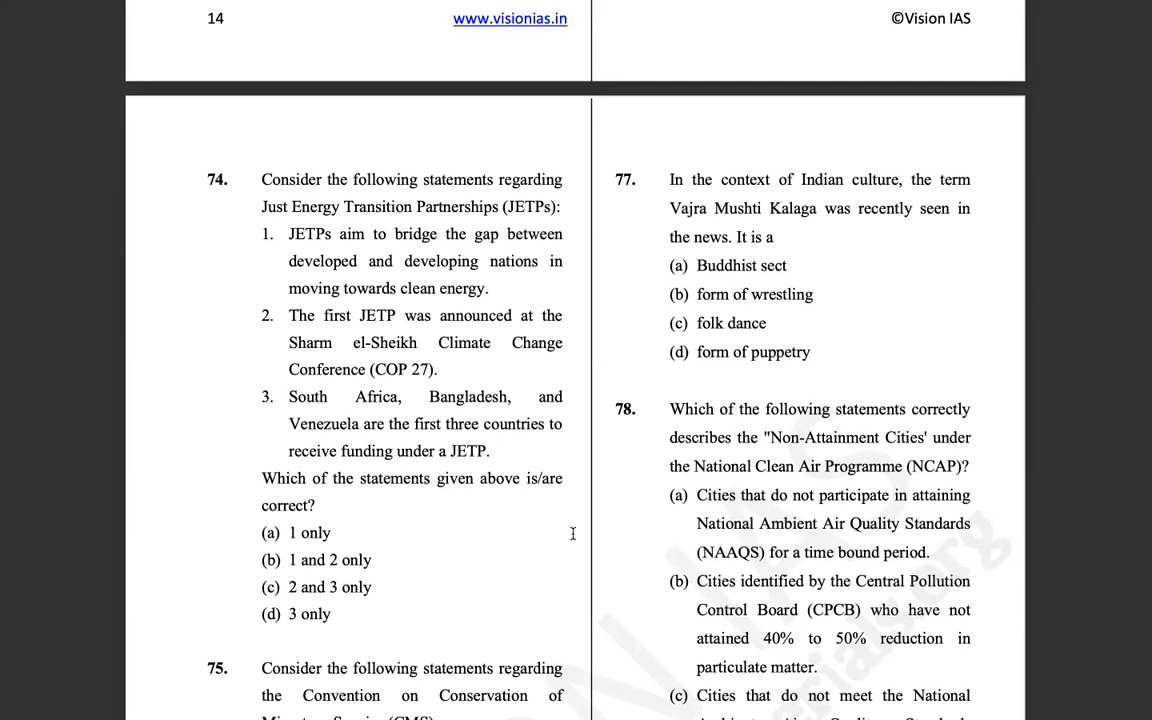 14
www.visionias.in
©Vision IAS
74. Consider the following statements regarding
Just Energy Transition Partnerships (JETPs):
1. JETPs aim to bridge the gap between
developed and developing nations in
moving towards clean energy.
2. The first JETP was announced at the
Sharm el-Sheikh Climate Change
Conference (COP 27).
3. South Africa, Bangladesh, and
Venezuela are the first three countries to
receive funding under a JETP.
Which of the statements given above is/are
correct?
(a) 1 only
(b) 1 and 2 only
(c) 2 and 3 only
(d) 3 only
75. Consider the following statements regarding
the Convention on Conservation of
77. In the context of Indian culture, the term
Vajra Mushti Kalaga was recently seen in
the news. It is a
(a) Buddhist sect
(b) form of wrestling
(c) folk dance
(d) form of puppetry
78. Which of the following statements correctly
describes the "Non-Attainment Cities' under
the National Clean Air Programme (NCAP)?
(a) Cities that do not participate in attaining
National Ambient Air Quality Standards
(NAAQS) for a time bound period.
(b) Cities identified by the Central Pollution
Control Board (CPCB) who have not
attained 40% to 50% reduction in
particulate matter.
(c) Cities that do not meet the National